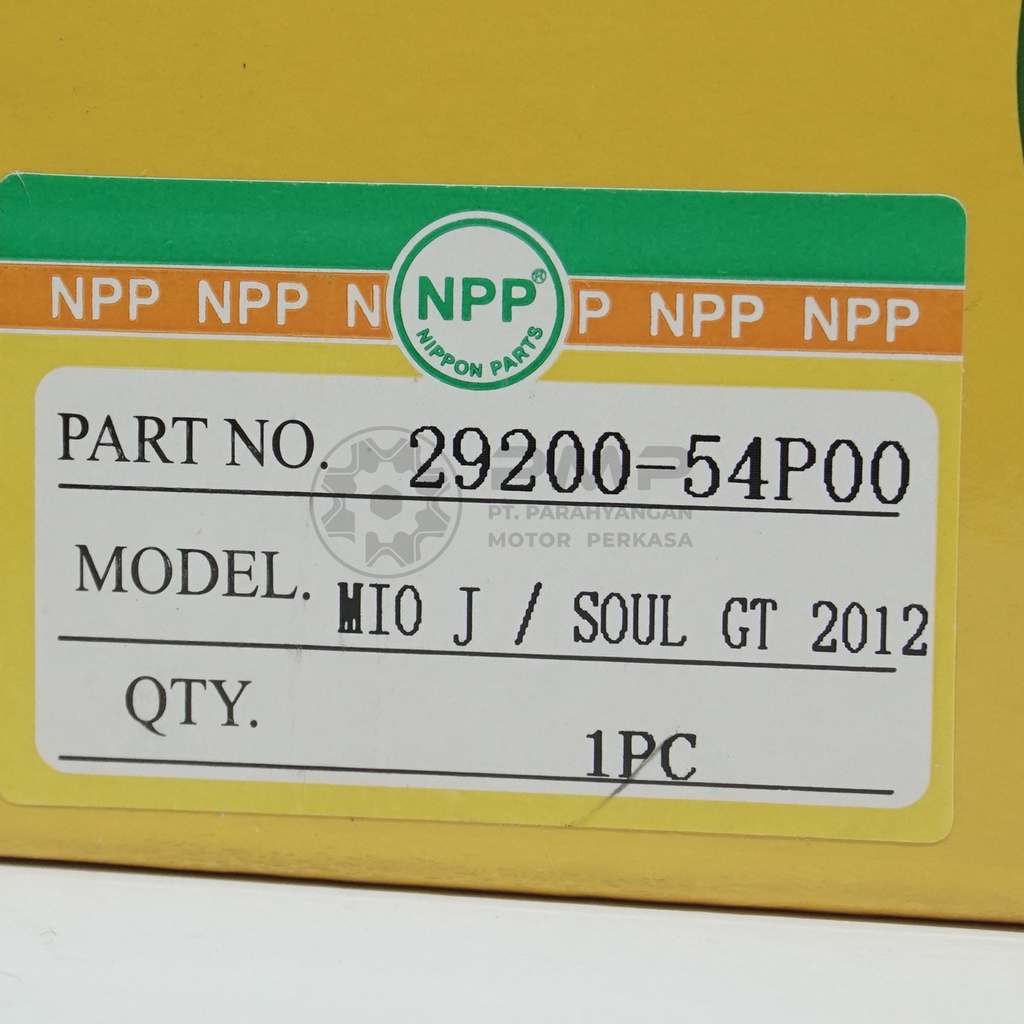 NPP NPP N NPP® P NPP NPP
NIPPON PARTS
PART NO. 29200-54P00
PMP
PT. PARAHYANGAN
MOTOR PERKASA
MODEL. MIO J / SOUL GT 2012
QTY. 1PC